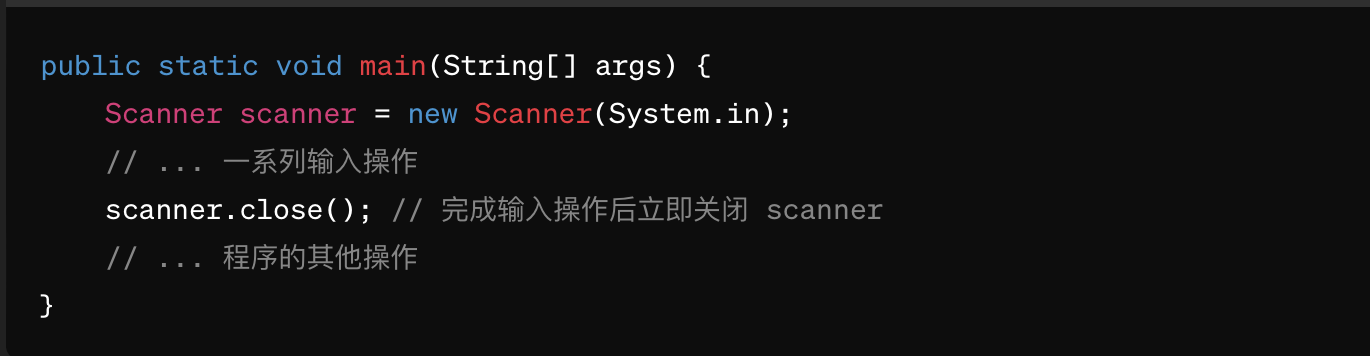 public static void main(String[] args) {
    Scanner scanner = new Scanner(System.in);
    // ... 一系列输入操作
    scanner.close(); // 完成输入操作后立即关闭 scanner
    // ... 程序的其他操作
}